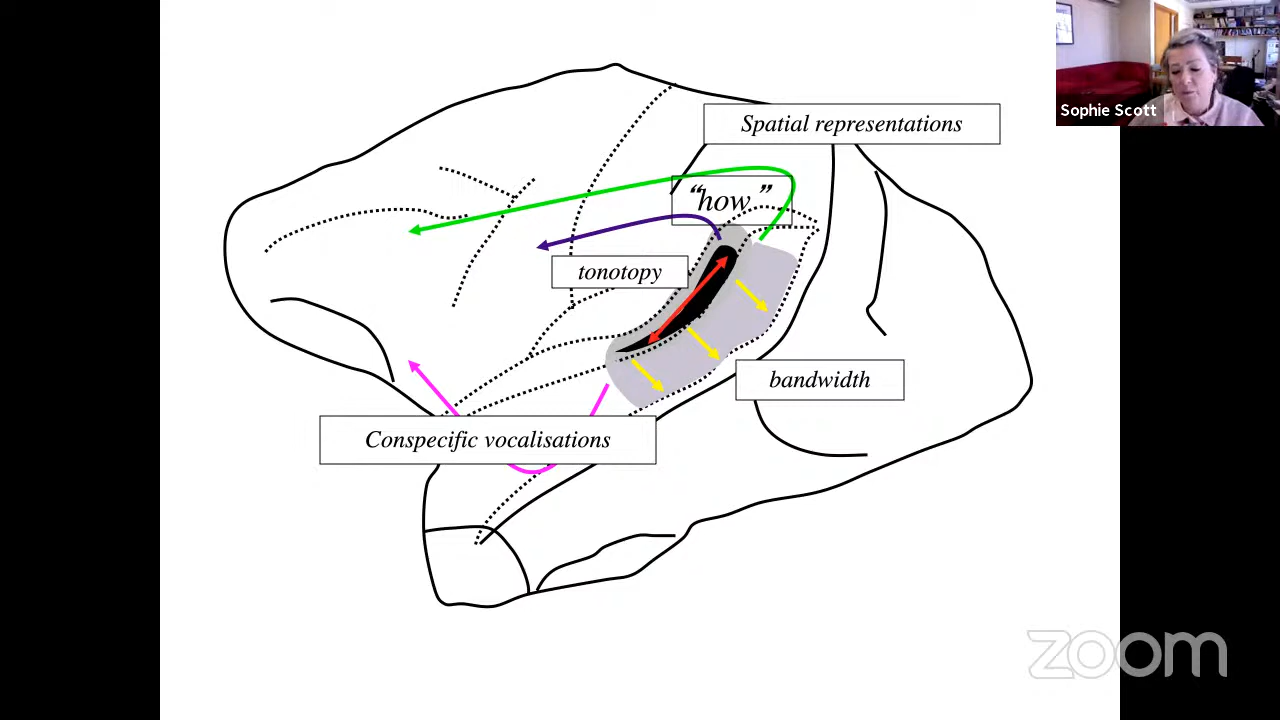 Sophie Scott
Spatial representations
“how.”
tonotopy
bandwidth
Conspecific vocalisations
zoom